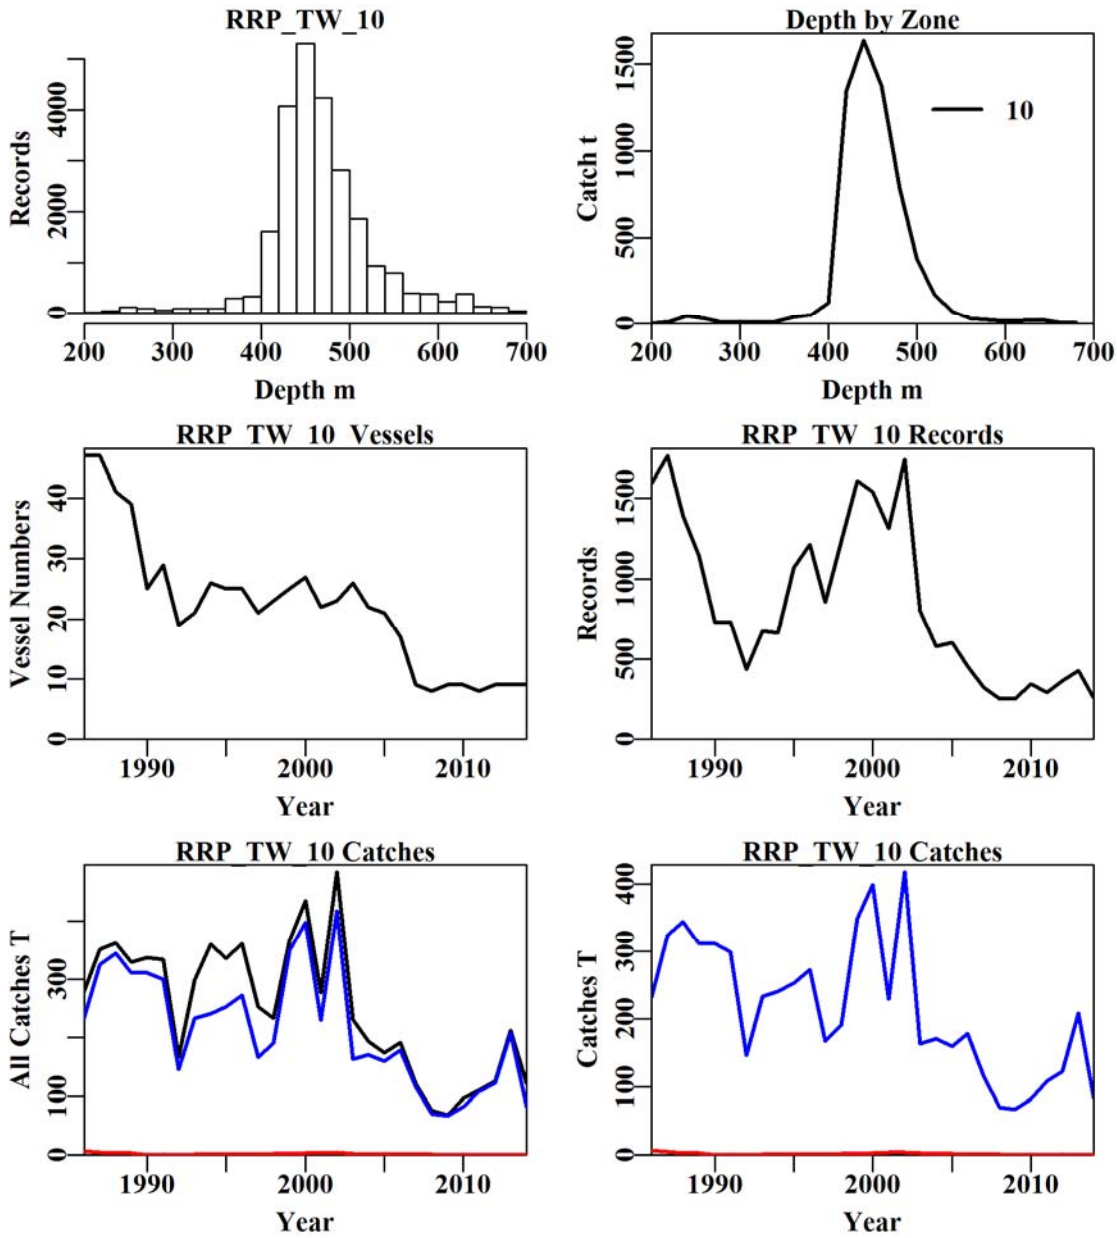 RRP_TW_10
Records
0 2000 4000
200 300 400 500 600 700
Depth m
Depth by Zone
Catch t
0 500 1000 1500
10
200 300 400 500 600 700
Depth m
RRP_TW_10_Vessels
Vessel Numbers
0 10 20 30 40
1990 2000 2010
Year
RRP_TW_10 Records
Records
0 500 1000 1500
1990 2000 2010
Year
RRP_TW_10 Catches
All Catches T
0 100 300
1990 2000 2010
Year
RRP_TW_10 Catches
Catches T
0 100 200 300 400
1990 2000 2010
Year